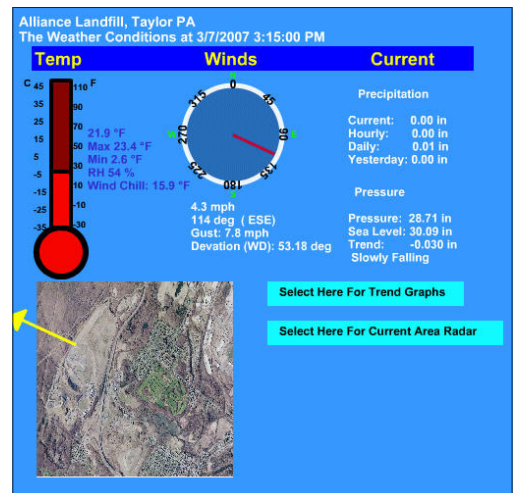 Alliance Landfill, Taylor PA
The Weather Conditions at 3/7/2007 3:15:00 PM
Temp Winds Current
C 45 110 F
35 90
25 70
15 50
5 30
-5
-15 10
-25 -10
-35 -30
21.9 °F
Max 23.4 °F
Min 2.6 °F
RH 54 %
Wind Chill: 15.9 °F
N
0
45
90
135
180
225
270
315
W
4.3 mph
114 deg ( ESE)
Gust: 7.8 mph
Devation (WD): 53.18 deg
Precipitation
Current: 0.00 in
Hourly: 0.00 in
Daily: 0.01 in
Yesterday: 0.00 in
Pressure
Pressure: 28.71 in
Sea Level: 30.09 in
Trend: -0.030 in
Slowly Falling
Select Here For Trend Graphs
Select Here For Current Area Radar